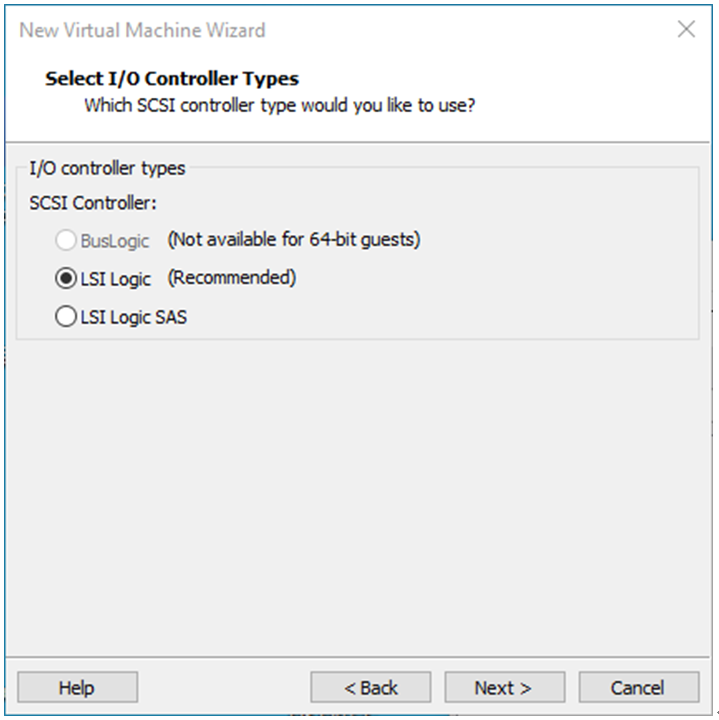 New Virtual Machine Wizard
Select I/O Controller Types
Which SCSI controller type would you like to use?
I/O controller types
SCSI Controller:
BusLogic (Not available for 64-bit guests)
LSI Logic (Recommended)
LSI Logic SAS
Help < Back Next > Cancel